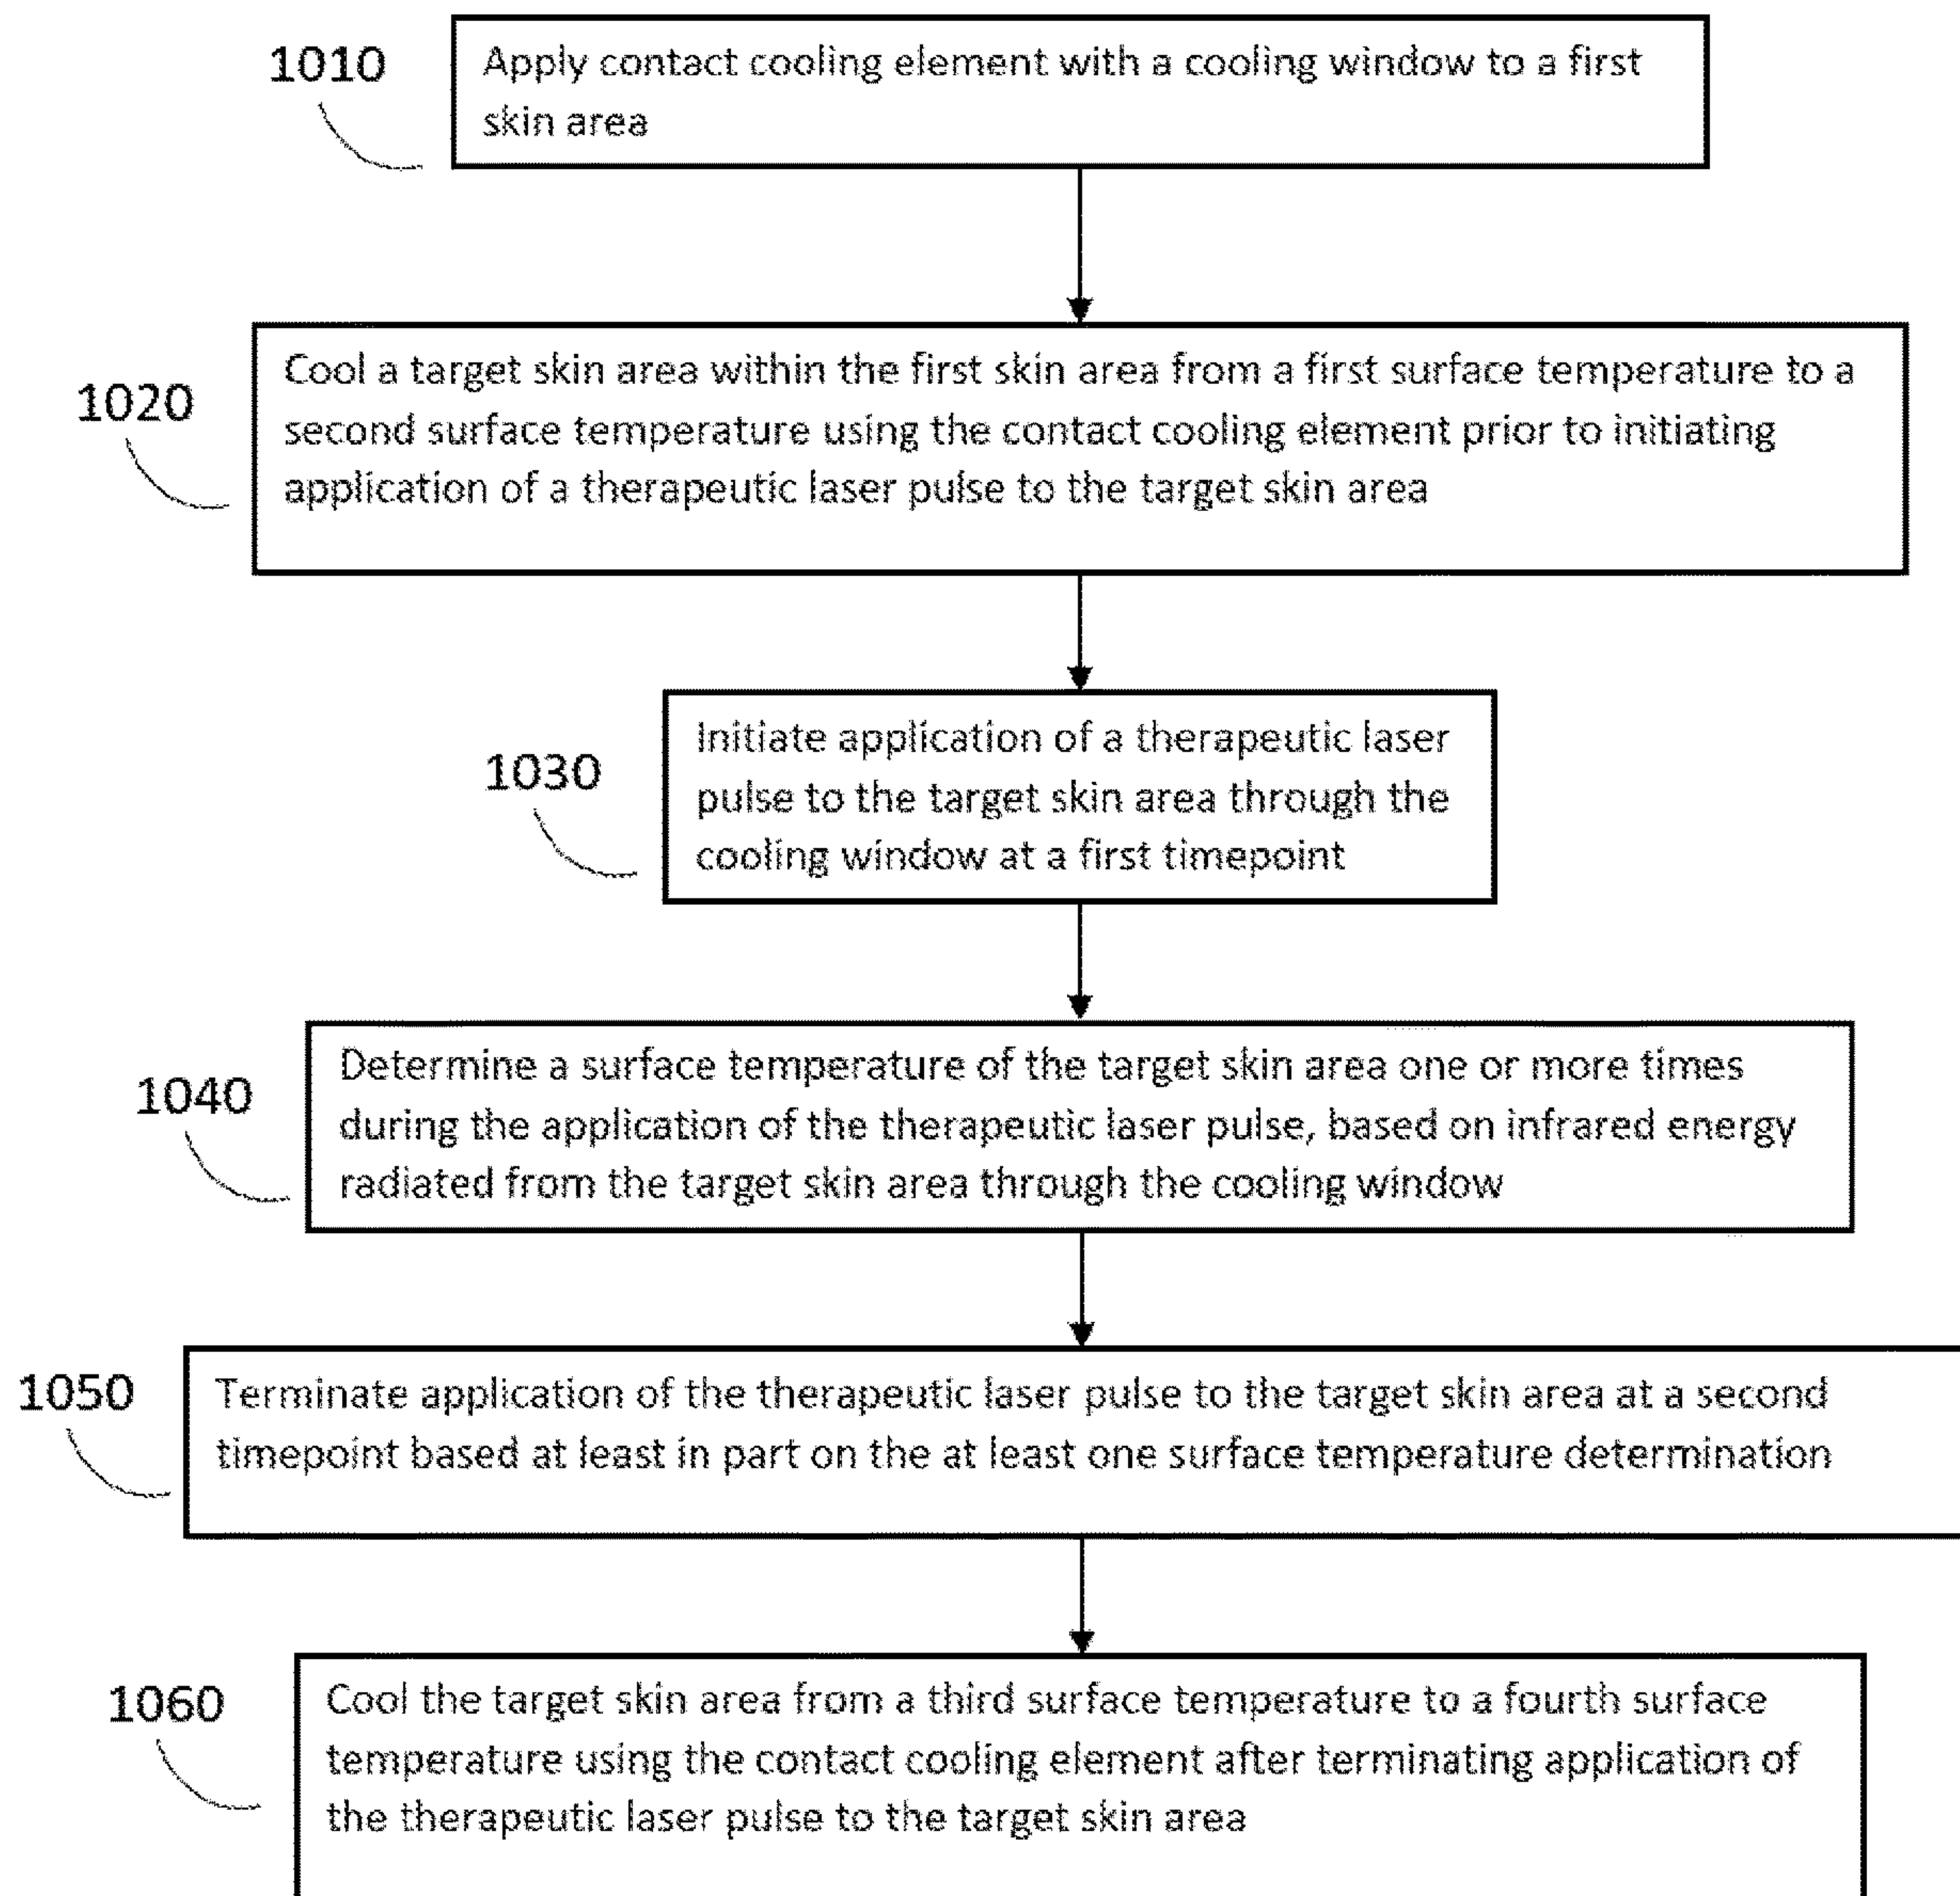 1010
Apply contact cooling element with a cooling window to a first
skin area
1020
Cool a target skin area within the first skin area from a first surface temperature to a
second surface temperature using the contact cooling element prior to initiating
application of a therapeutic laser pulse to the target skin area
1030
Initiate application of a therapeutic laser
pulse to the target skin area through the
cooling window at a first timepoint
1040
Determine a surface temperature of the target skin area one or more times
during the application of the therapeutic laser pulse, based on infrared energy
radiated from the target skin area through the cooling window
1050
Terminate application of the therapeutic laser pulse to the target skin area at a second
timepoint based at least in part on the at least one surface temperature determination
1060
Cool the target skin area from a third surface temperature to a fourth surface
temperature using the contact cooling element after terminating application of
the therapeutic laser pulse to the target skin area